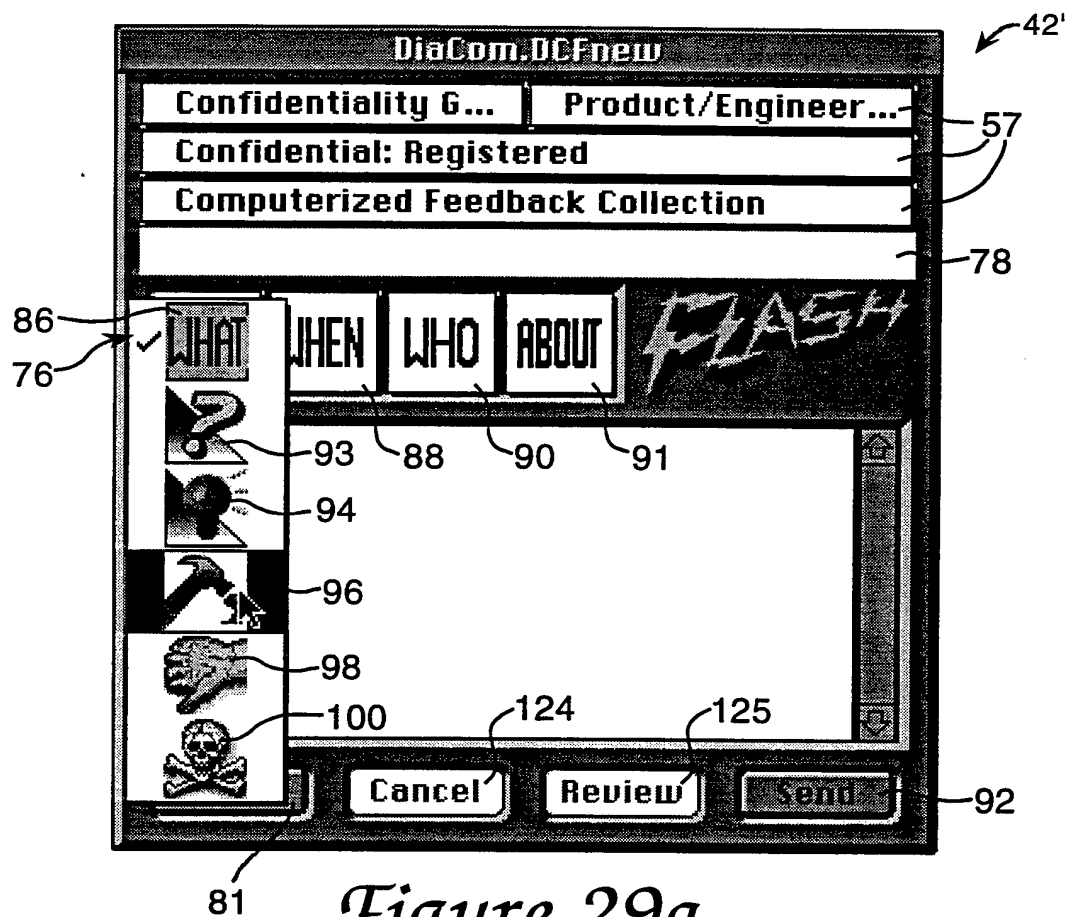 42'
DiaCom.DCFnew
Confidentiality G... Product/Engineer...
57
Confidential: Registered
Computerized Feedback Collection
78
86
76
WHAT WHEN WHO ABOUT FLASH
93 88 90 91
94
96
98
100 124 125
Cancel Review Send
92
81
Figure 29a